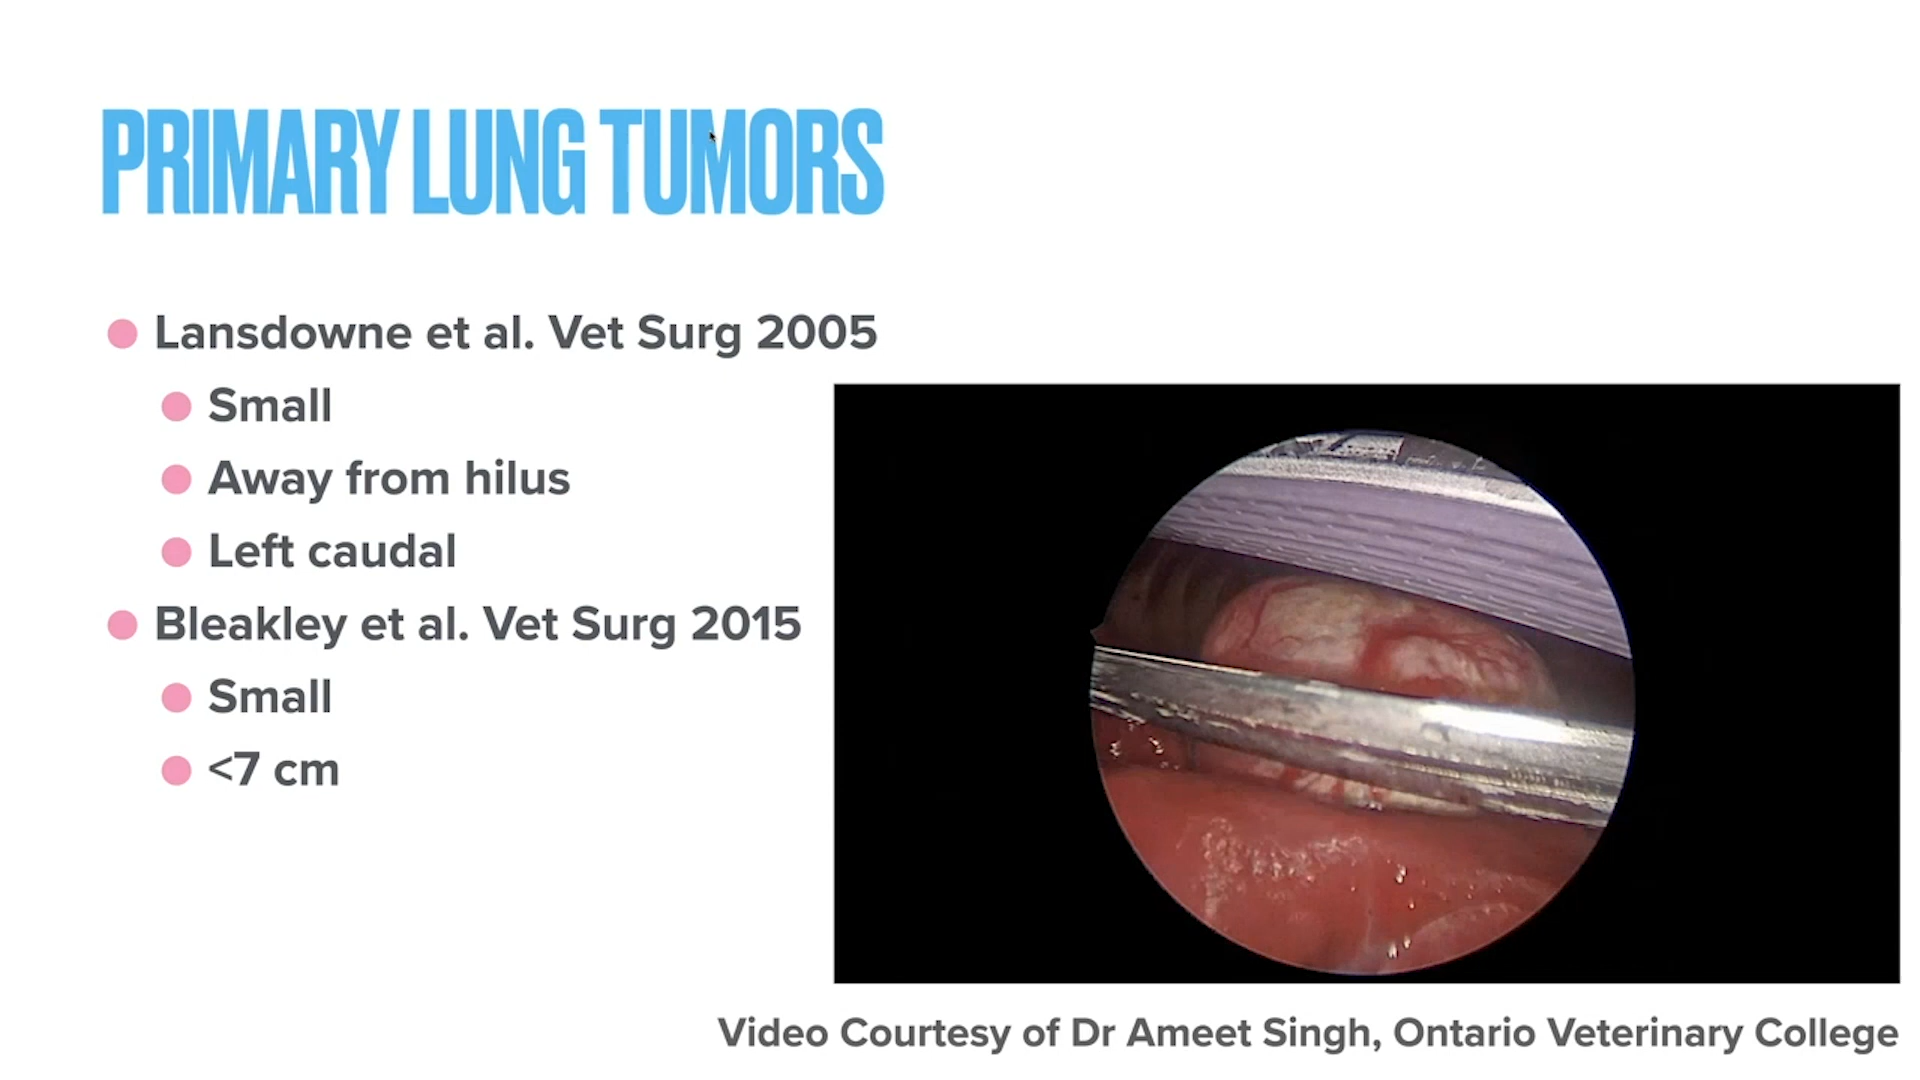 PRIMARY LUNG TUMORS
Lansdowne et al. Vet Surg 2005
Small
Away from hilus
Left caudal
Bleakley et al. Vet Surg 2015
Small
<7 cm
Video Courtesy of Dr Ameet Singh, Ontario Veterinary College